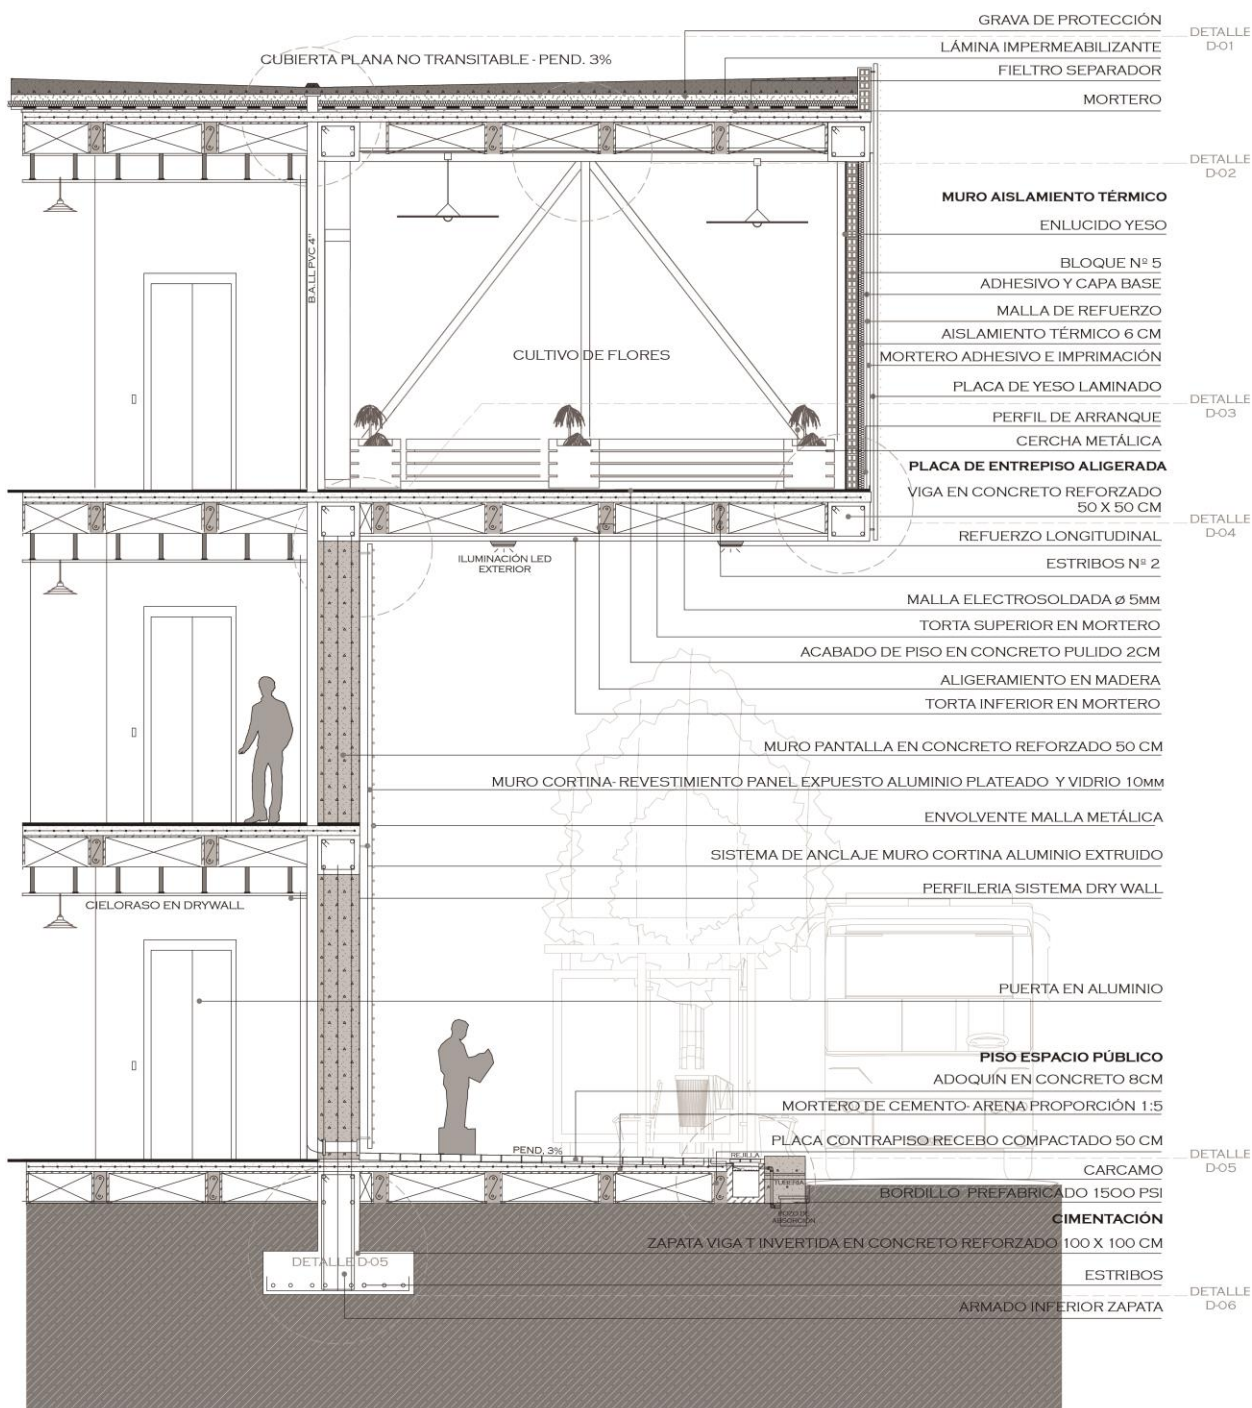 GRAVA DE PROTECCIÓN
DETALLE
D-01
LÁMINA IMPERMEABILIZANTE
CUBIERTA PLANA NO TRANSITABLE - PEND. 3%
FIELTRO SEPARADOR
MORTERO
DETALLE
D-02
MURO AISLAMIENTO TÉRMICO
ENLUCIDO YESO
B.A.LL PVC 4"
BLOQUE Nº 5
ADHESIVO Y CAPA BASE
MALLA DE REFUERZO
AISLAMIENTO TÉRMICO 6 CM
CULTIVO DE FLORES
MORTERO ADHESIVO E IMPRIMACIÓN
PLACA DE YESO LAMINADO
DETALLE
D-03
PERFIL DE ARRANQUE
CERCHA METÁLICA
PLACA DE ENTREPISO ALIGERADA
VIGA EN CONCRETO REFORZADO
50 X 50 CM
DETALLE
D-04
REFUERZO LONGITUDINAL
ILUMINACIÓN LED
EXTERIOR
ESTRIBOS Nº 2
MALLA ELECTROSOLDADA Ø 5MM
TORTA SUPERIOR EN MORTERO
ACABADO DE PISO EN CONCRETO PULIDO 2CM
ALIGERAMIENTO EN MADERA
TORTA INFERIOR EN MORTERO
MURO PANTALLA EN CONCRETO REFORZADO 50 CM
MURO CORTINA- REVESTIMIENTO PANEL EXPUESTO ALUMINIO PLATEADO Y VIDRIO 10MM
ENVOLVENTE MALLA METÁLICA
SISTEMA DE ANCLAJE MURO CORTINA ALUMINIO EXTRUIDO
PERFILERIA SISTEMA DRY WALL
CIELORASO EN DRYWALL
PUERTA EN ALUMINIO
PISO ESPACIO PÚBLICO
ADOQUIN EN CONCRETO 8CM
MORTERO DE CEMENTO- ARENA PROPORCIÓN 1:5
PLACA CONTRAPISO RECEBO COMPACTADO 50 CM
PEND, 3%
REJILLA
DETALLE
D-05
CARCAMO
TUBERIA
BORDILLO PREFABRICADO 1500 PSI
POZO DE
ABSORCIÓN
CIMENTACIÓN
ZAPATA VIGA T INVERTIDA EN CONCRETO REFORZADO 100 X 100 CM
DETALLE D-05
ESTRIBOS
DETALLE
D-06
ARMADO INFERIOR ZAPATA